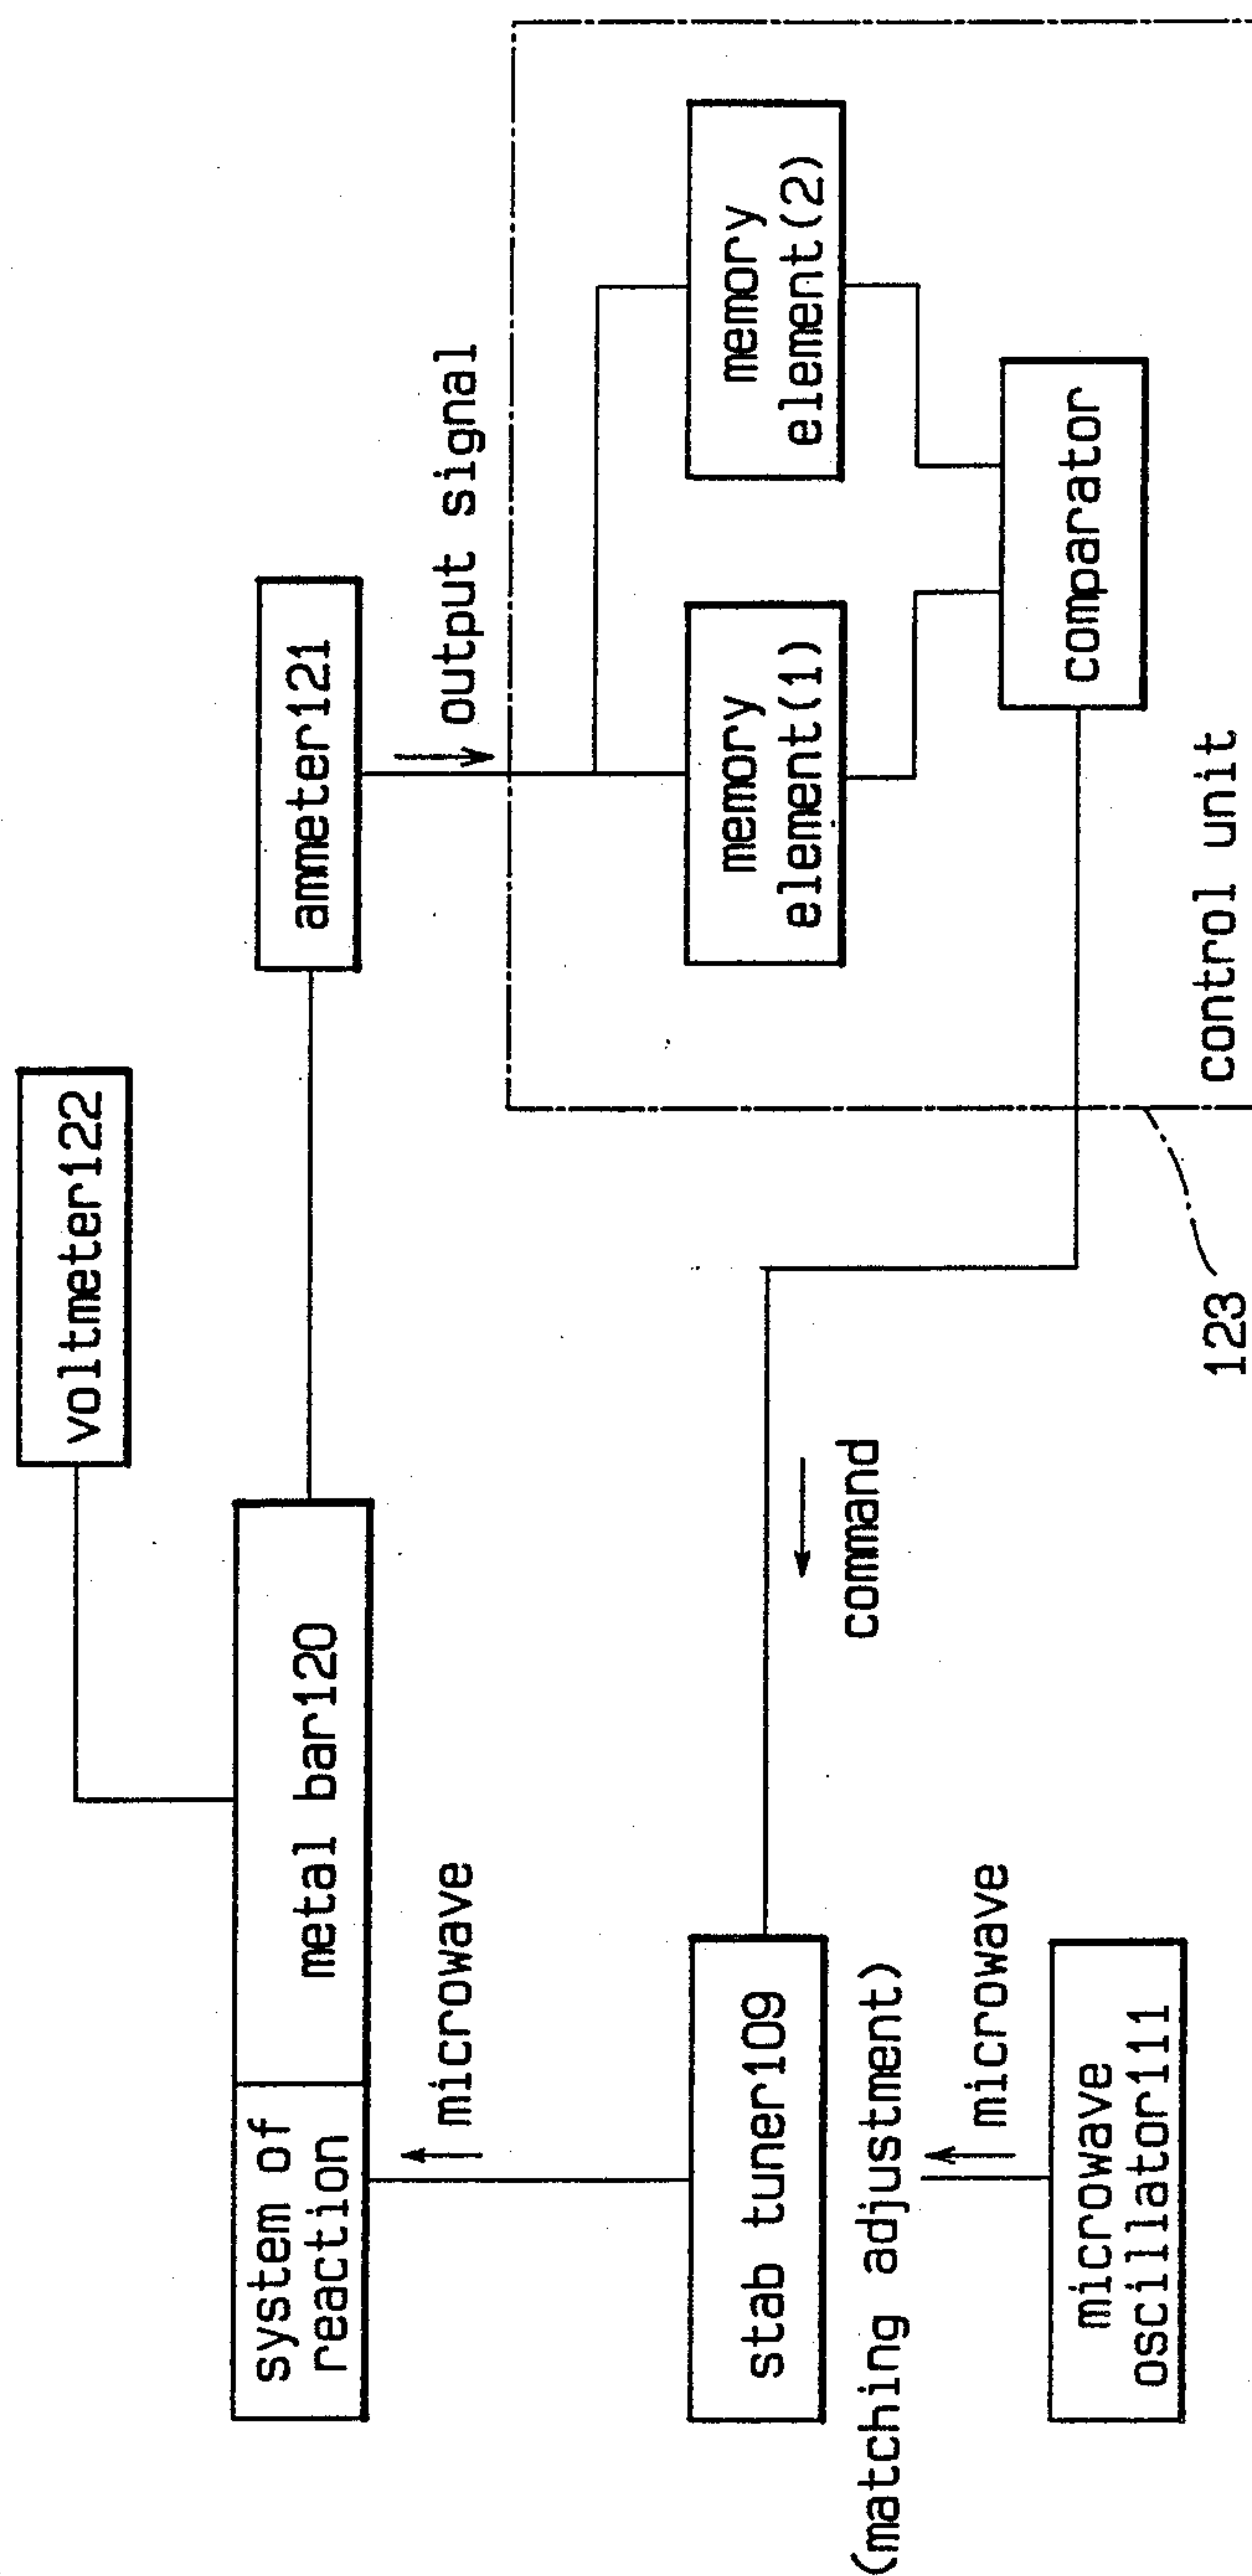 voltmeter122
system of
reaction
metal bar120
ammeter121
microwave
output signal
stab tuner109
(matching adjustment)
command
memory
element(1)
memory
element(2)
microwave
microwave
oscillator111
comparator
control unit
123